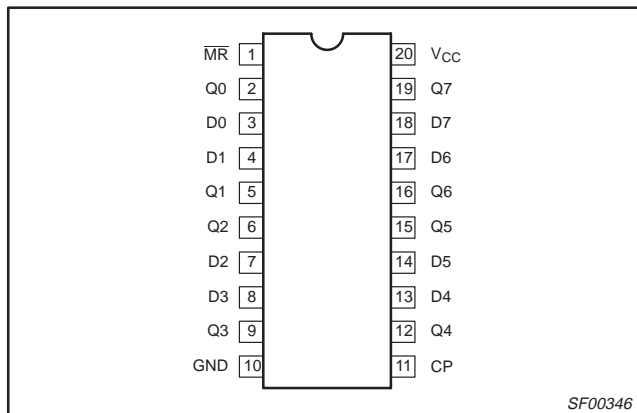 M̅R̅ 1 20 VCC
Q0 2 19 Q7
D0 3 18 D7
D1 4 17 D6
Q1 5 16 Q6
Q2 6 15 Q5
D2 7 14 D5
D3 8 13 D4
Q3 9 12 Q4
GND 10 11 CP
SF00346